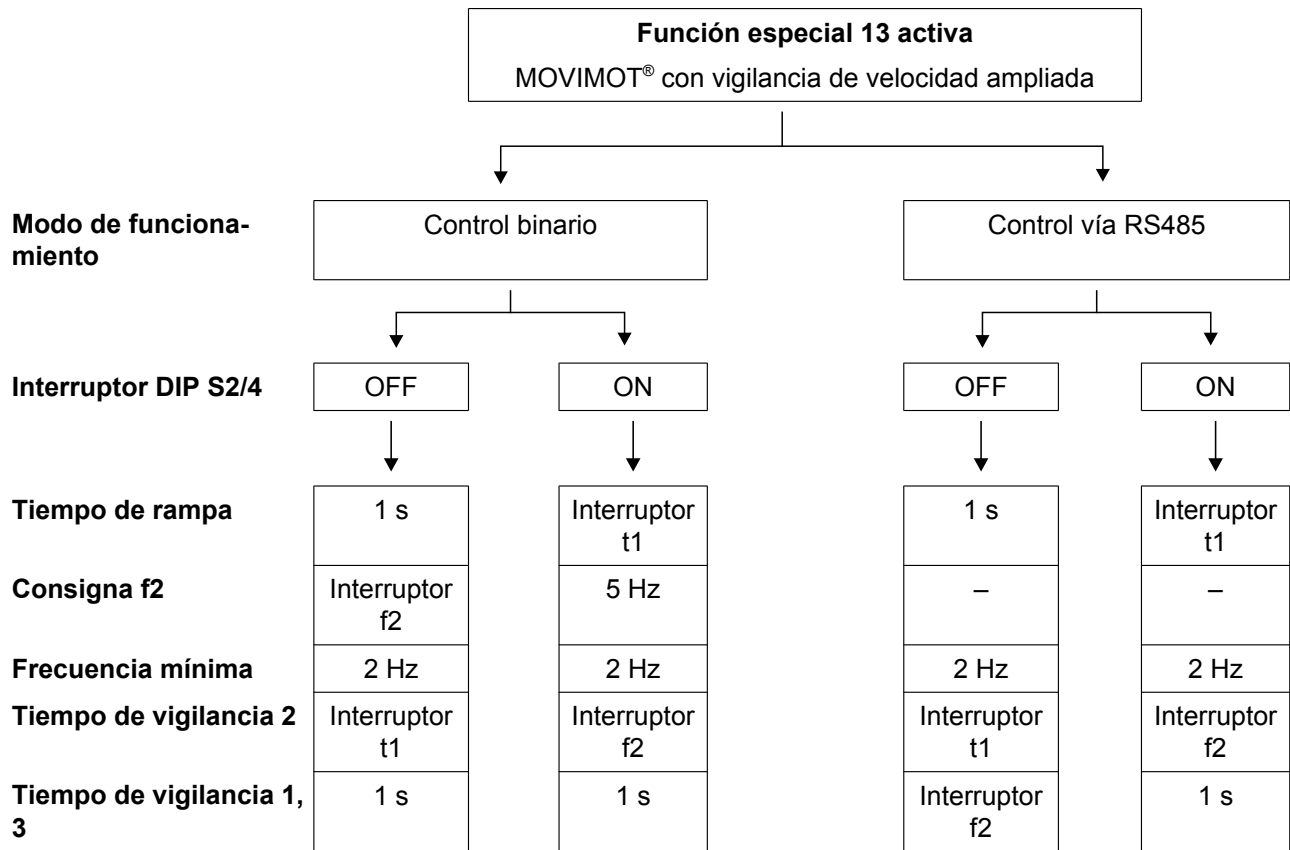 Función especial 13 activa
MOVIMOT® con vigilancia de velocidad ampliada
Modo de funciona-
miento
Control binario
Control vía RS485
Interruptor DIP S2/4
OFF
ON
OFF
ON
Tiempo de rampa
1 s
Interruptor
t1
1 s
Interruptor
t1
Consigna f2
Interruptor
f2
5 Hz
–
–
Frecuencia mínima
2 Hz
2 Hz
2 Hz
2 Hz
Tiempo de vigilancia 2
Interruptor
t1
Interruptor
f2
Interruptor
t1
Interruptor
f2
Tiempo de vigilancia 1,
3
1 s
1 s
Interruptor
f2
1 s